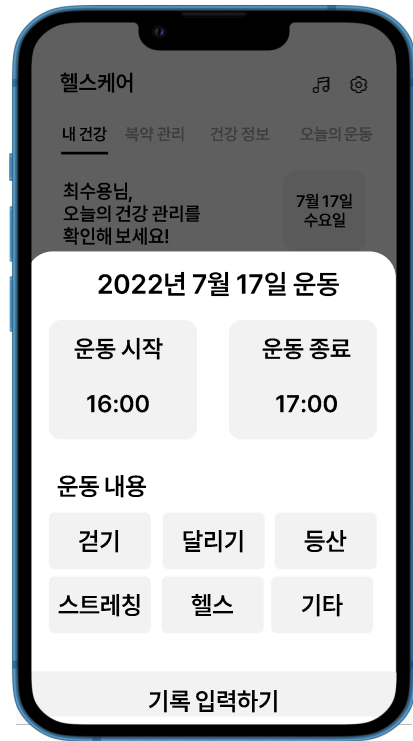 헬스케어
내 건강 복약 관리 건강 정보 오늘의 운동
최수용님,
오늘의 건강 관리를
확인해 보세요!
7월 17일
수요일
2022년 7월 17일 운동
운동 시작 운동 종료
16:00 17:00
운동 내용
걷기 달리기 등산
스트레칭 헬스 기타
기록 입력하기